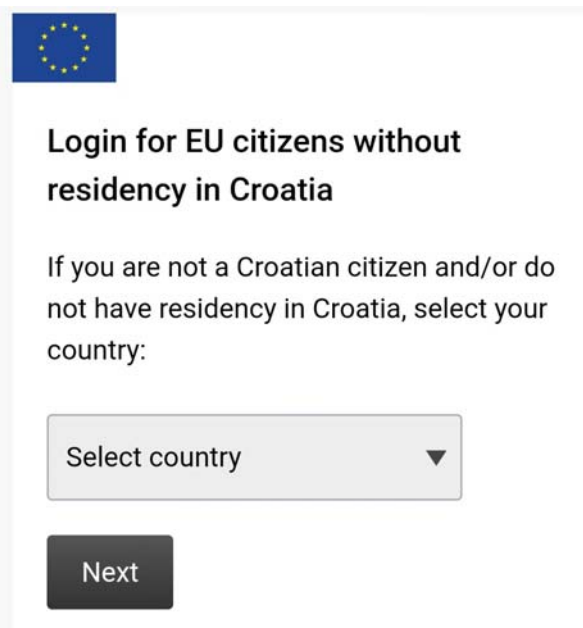 Login for EU citizens without
residency in Croatia
If you are not a Croatian citizen and/or do
not have residency in Croatia, select your
country:
Select country
Next